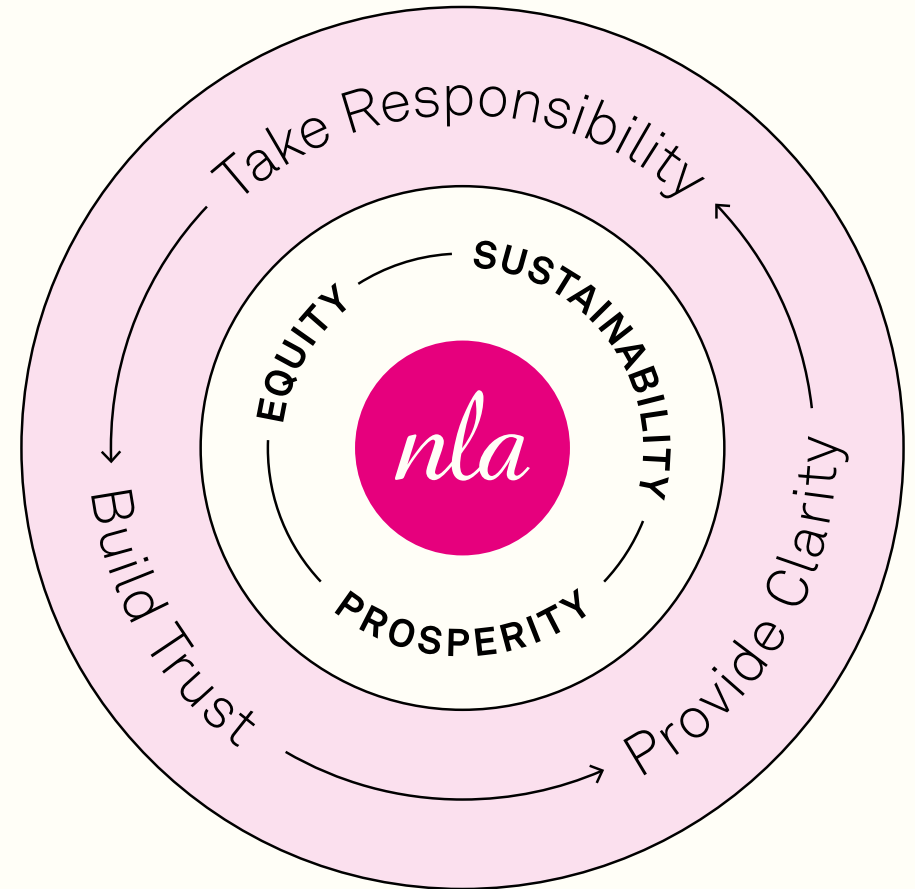 Take Responsibility
Build Trust
Provide Clarity
EQUITY
SUSTAINABILITY
PROSPERITY
nla